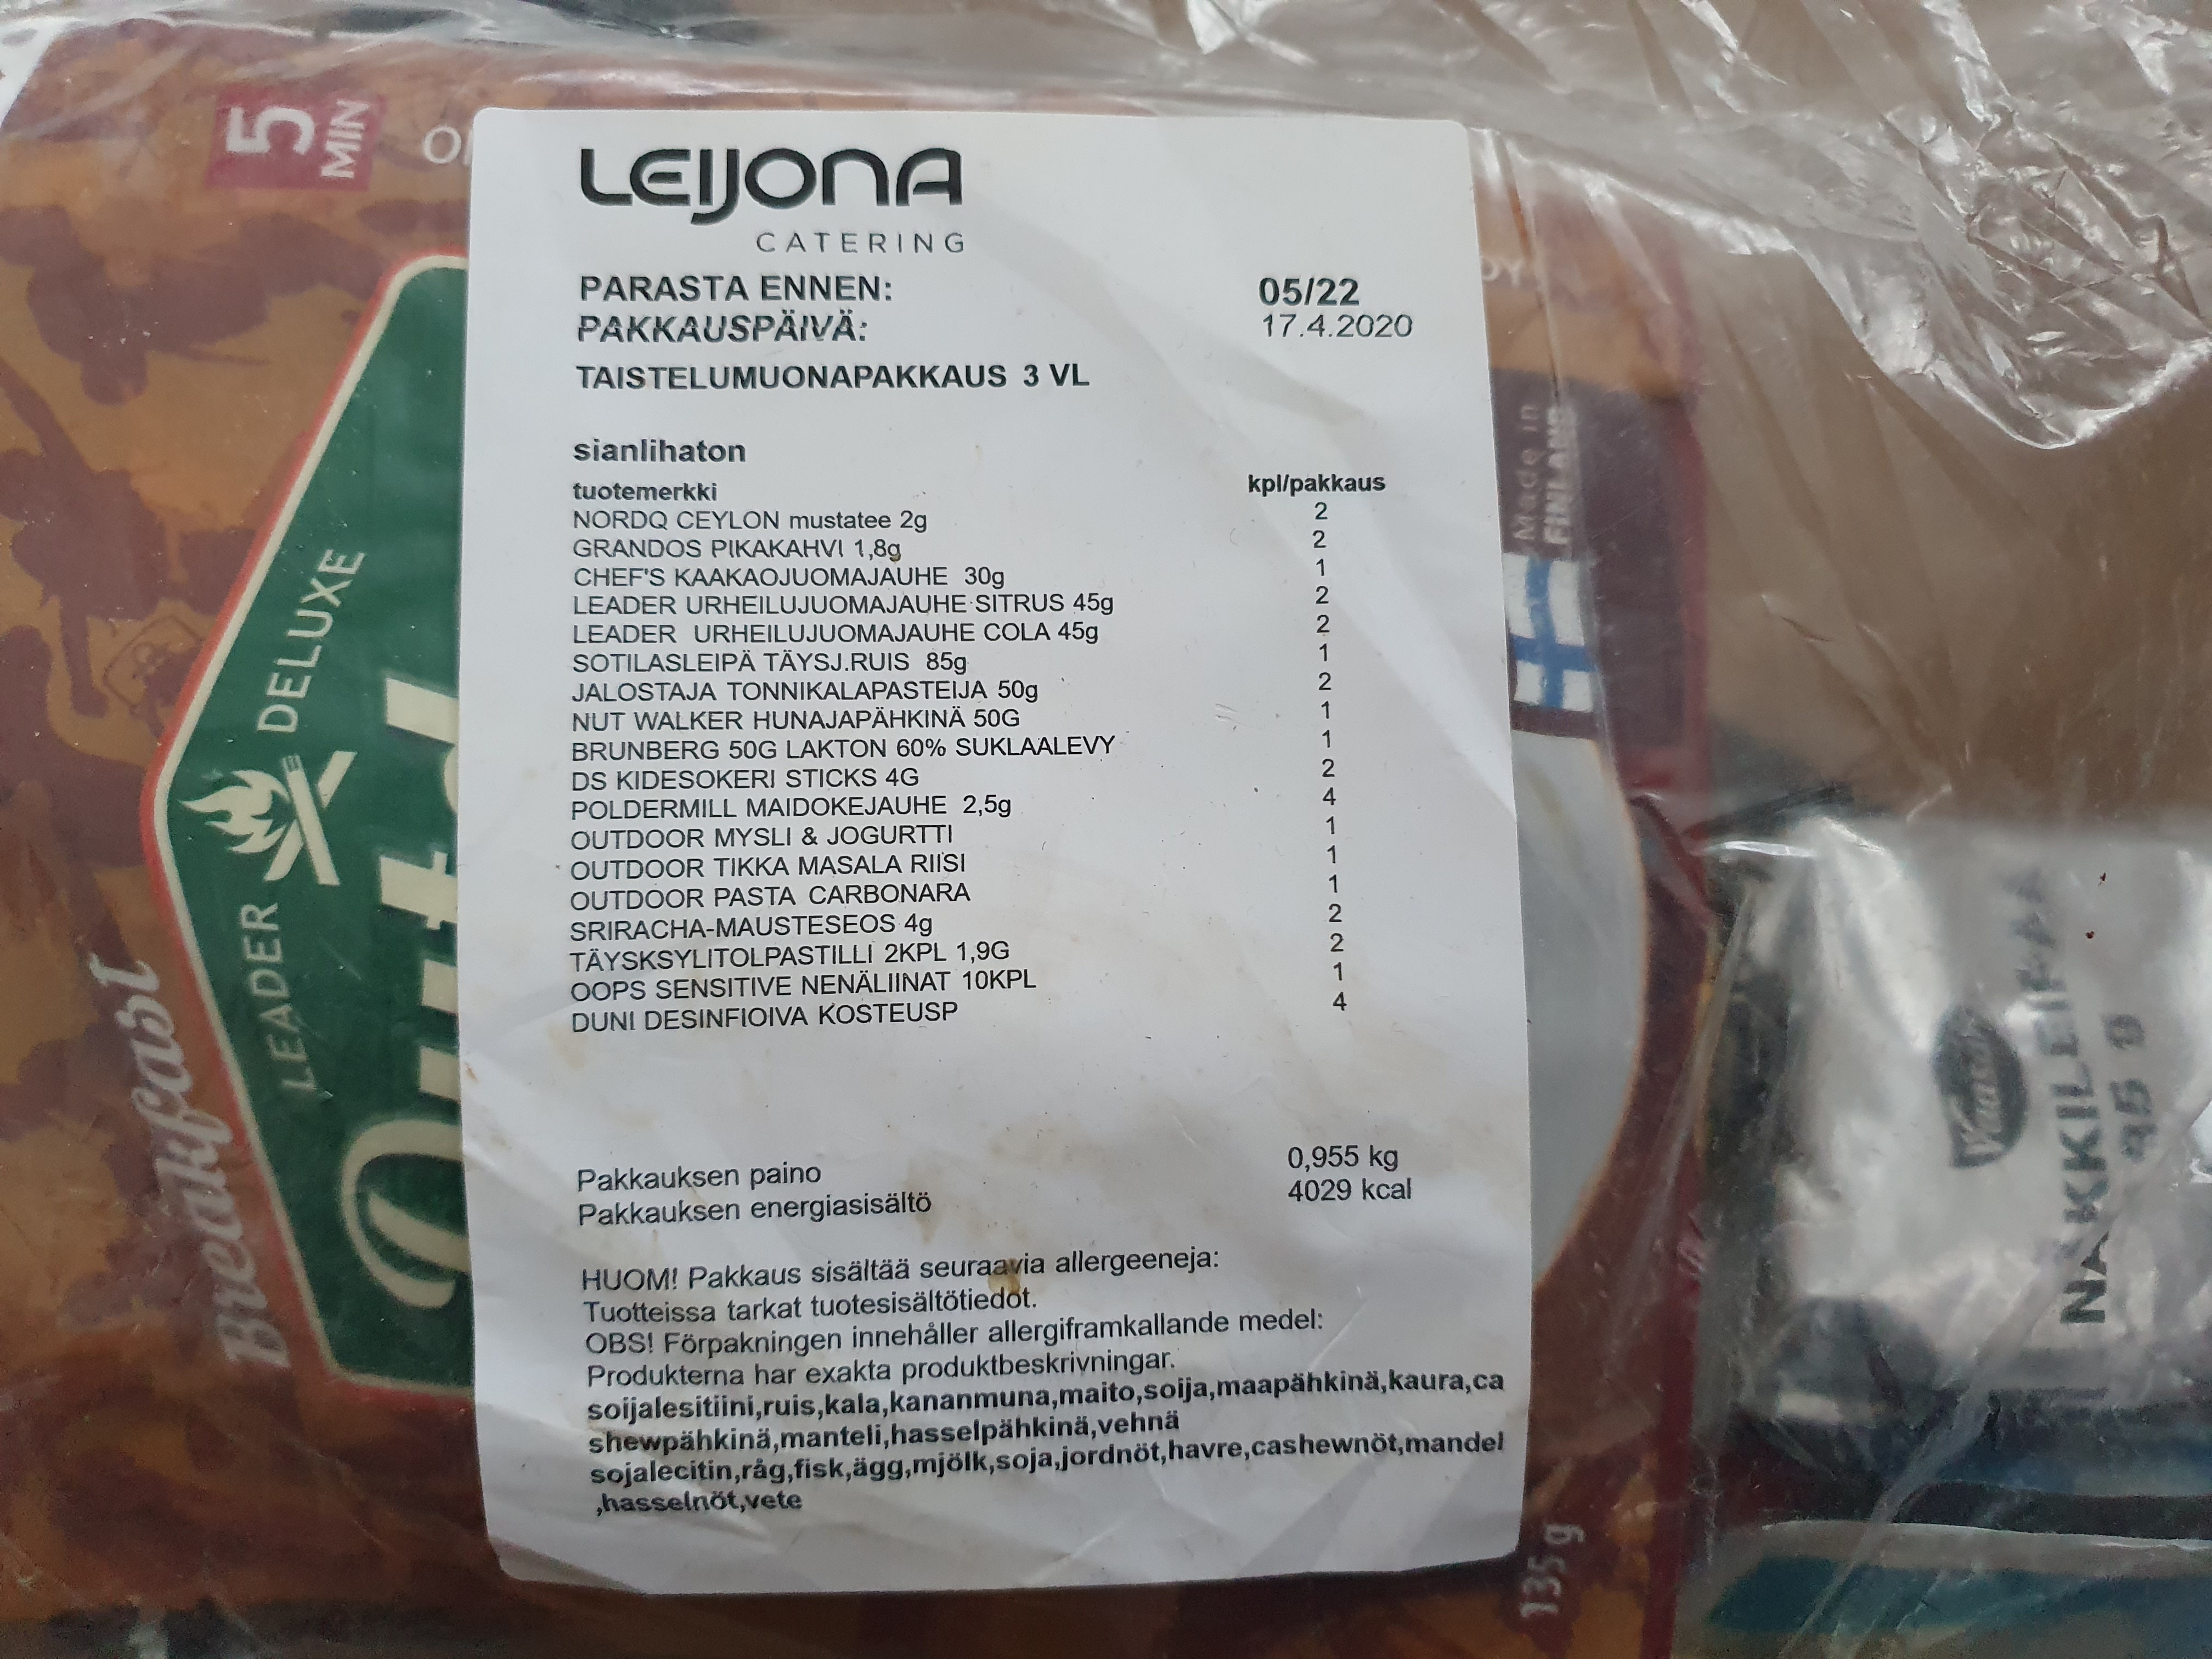 LEIJONA
CATERING
PARASTA ENNEN: 05/22
PAKKAUSPÄIVÄ: 17.4.2020
TAISTELUMUONAPAKKAUS 3 VL
sianlihaton
tuotemerkki kpl/pakkaus
NORDQ CEYLON mustatee 2g 2
GRANDOS PIKAKAHVI 1,8g 2
CHEF'S KAAKAOJUOMAJAUHE 30g 1
LEADER URHEILUJUOMAJAUHE SITRUS 45g 2
LEADER URHEILUJUOMAJAUHE COLA 45g 2
SOTILASLEIPÄ TÄYSJ.RUIS 85g 1
JALOSTAJA TONNIKALAPASTEIJA 50g 2
NUT WALKER HUNAJAPÄHKINÄ 50G 1
BRUNBERG 50G LAKTON 60% SUKLAALEVY 1
DS KIDESOKERI STICKS 4G 2
POLDERMILL MAIDOKEJAUHE 2,5g 4
OUTDOOR MYSLI & JOGURTTI 1
OUTDOOR TIKKA MASALA RIISI 1
OUTDOOR PASTA CARBONARA 1
SRIRACHA-MAUSTESEOS 4g 2
TÄYSKSYLITOLPASTILLI 2KPL 1,9G 2
OOPS SENSITIVE NENÄLIINAT 10KPL 1
DUNI DESINFIOIVA KOSTEUSP 4
Pakkauksen paino 0,955 kg
Pakkauksen energiasisältö 4029 kcal
HUOM! Pakkaus sisältää seuraavia allergeeneja:
Tuotteissa tarkat tuotesisältötiedot.
OBS! Förpakningen innehåller allergiframkallande medel:
Produkterna har exakta produktbeskrivningar.
soijalesitiini,ruis,kala,kananmuna,maito,soija,maapähkinä,kaura,ca
shewpähkinä,manteli,hasselpähkinä,vehnä
sojalecitin,råg,fisk,ägg,mjölk,soja,jordnöt,havre,cashewnöt,mandel
,hasselnöt,vete
5
MIN
LEADER DELUXE
Breakfast
Made in
FINLAND
135 g
Vaasan
NÄKKILEIPÄÄ